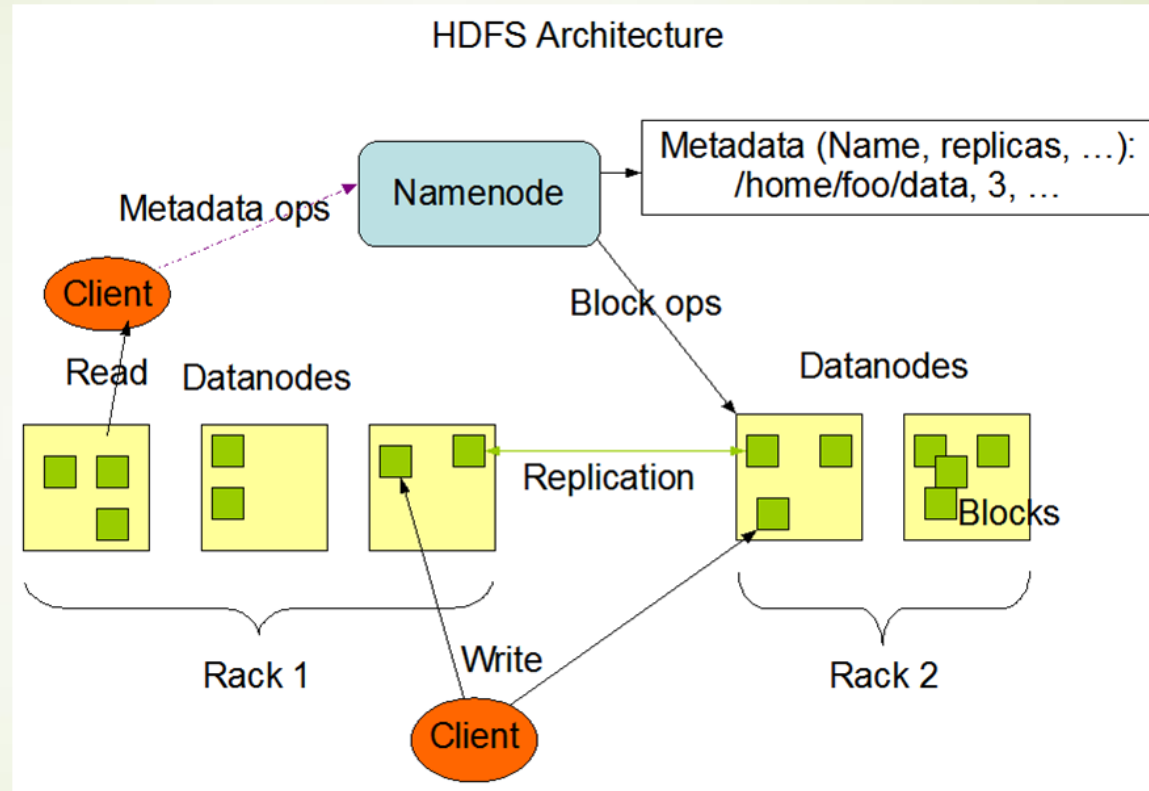 HDFS Architecture
Metadata (Name, replicas, …):
/home/foo/data, 3, …
Namenode
Metadata ops
Client
Block ops
Read
Datanodes
Datanodes
Replication
Blocks
Rack 1
Write
Rack 2
Client